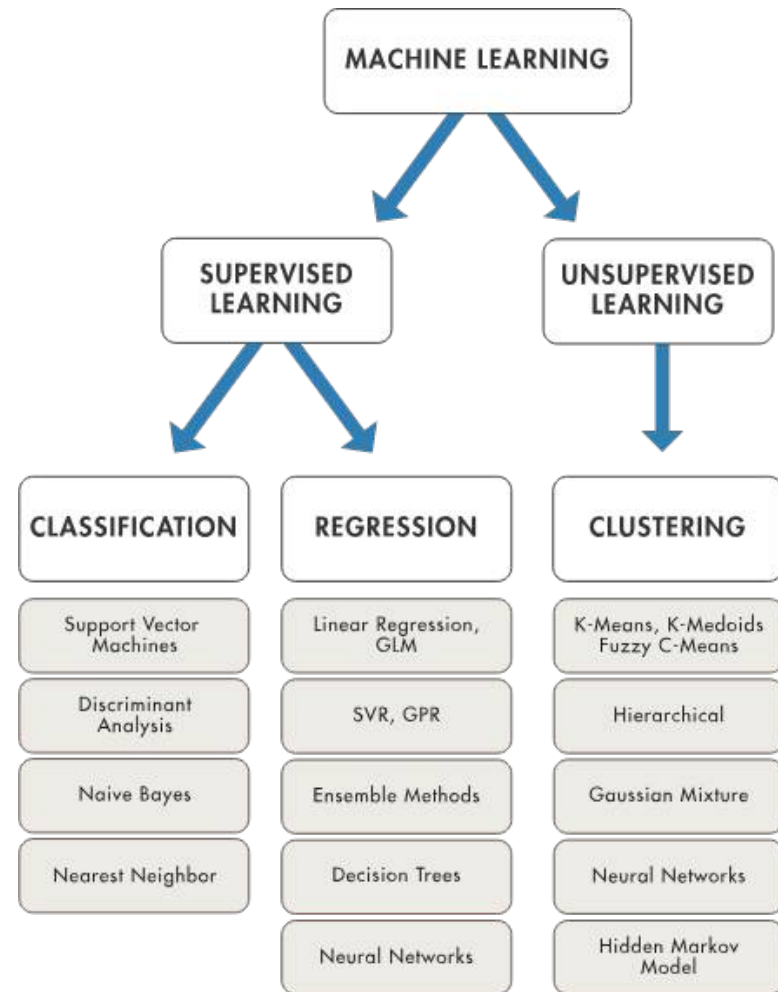 MACHINE LEARNING
SUPERVISED
LEARNING
UNSUPERVISED
LEARNING
CLASSIFICATION
Support Vector
Machines
Discriminant
Analysis
Naive Bayes
Nearest Neighbor
REGRESSION
Linear Regression,
GLM
SVR, GPR
Ensemble Methods
Decision Trees
Neural Networks
CLUSTERING
K-Means, K-Medoids
Fuzzy C-Means
Hierarchical
Gaussian Mixture
Neural Networks
Hidden Markov
Model